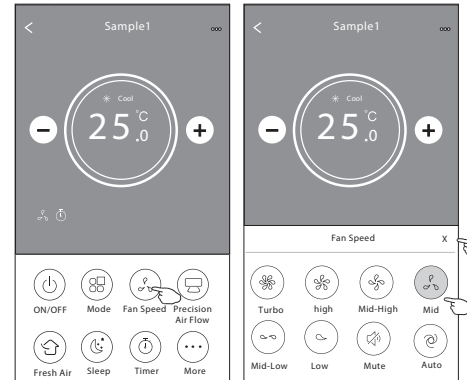 Sample1
Cool
25.0 °C
ON/OFF
Mode
Fan Speed
Precision
Air Flow
Fresh Air
Sleep
Timer
More
Sample1
Cool
25.0 °C
Fan Speed
X
Turbo
high
Mid-High
Mid
Mid-Low
Low
Mute
Auto